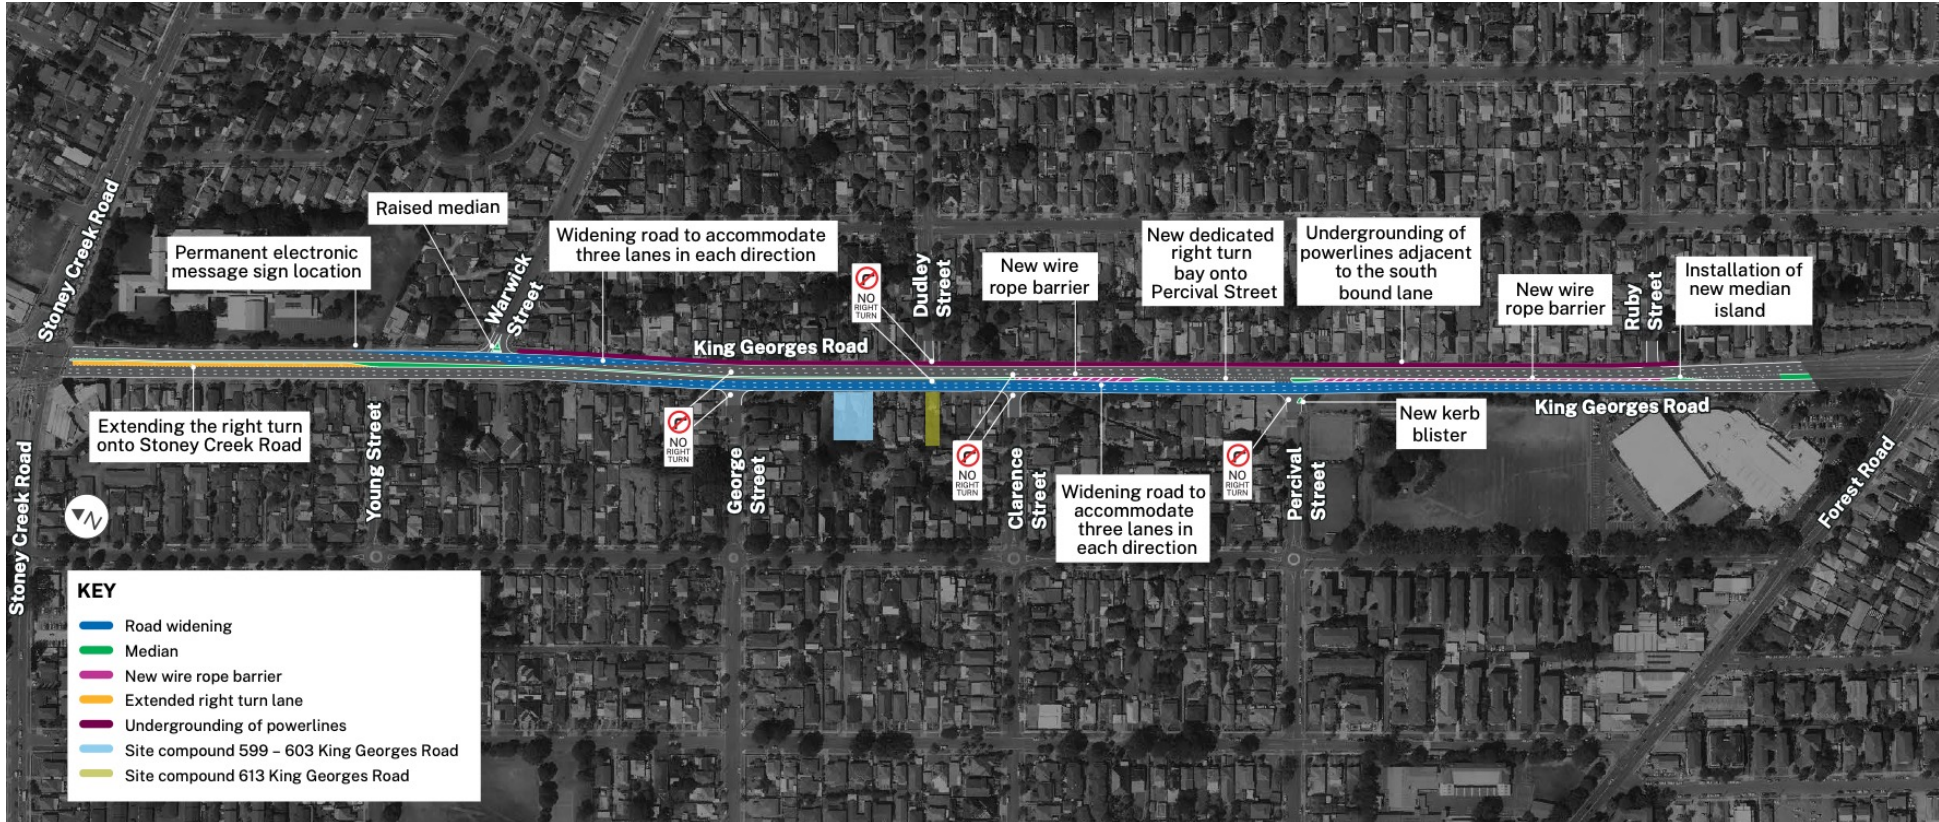 Stoney Creek Road
Permanent electronic
message sign location
Raised median
Warwick
Street
Widening road to accommodate
three lanes in each direction
NO
RIGHT
TURN
Dudley
Street
New wire
rope barrier
New dedicated
right turn
bay onto
Percival Street
Undergrounding of
powerlines adjacent
to the south
bound lane
New wire
rope barrier
Ruby
Street
Installation of
new median
island
King Georges Road
Extending the right turn
onto Stoney Creek Road
Young Street
NO
RIGHT
TURN
George
Street
NO
RIGHT
TURN
Clarence
Street
Widening road to
accommodate
three lanes in
each direction
NO
RIGHT
TURN
Percival
Street
New kerb
blister
King Georges Road
Forest Road
Stoney Creek Road
N
KEY
Road widening
Median
New wire rope barrier
Extended right turn lane
Undergrounding of powerlines
Site compound 599 – 603 King Georges Road
Site compound 613 King Georges Road